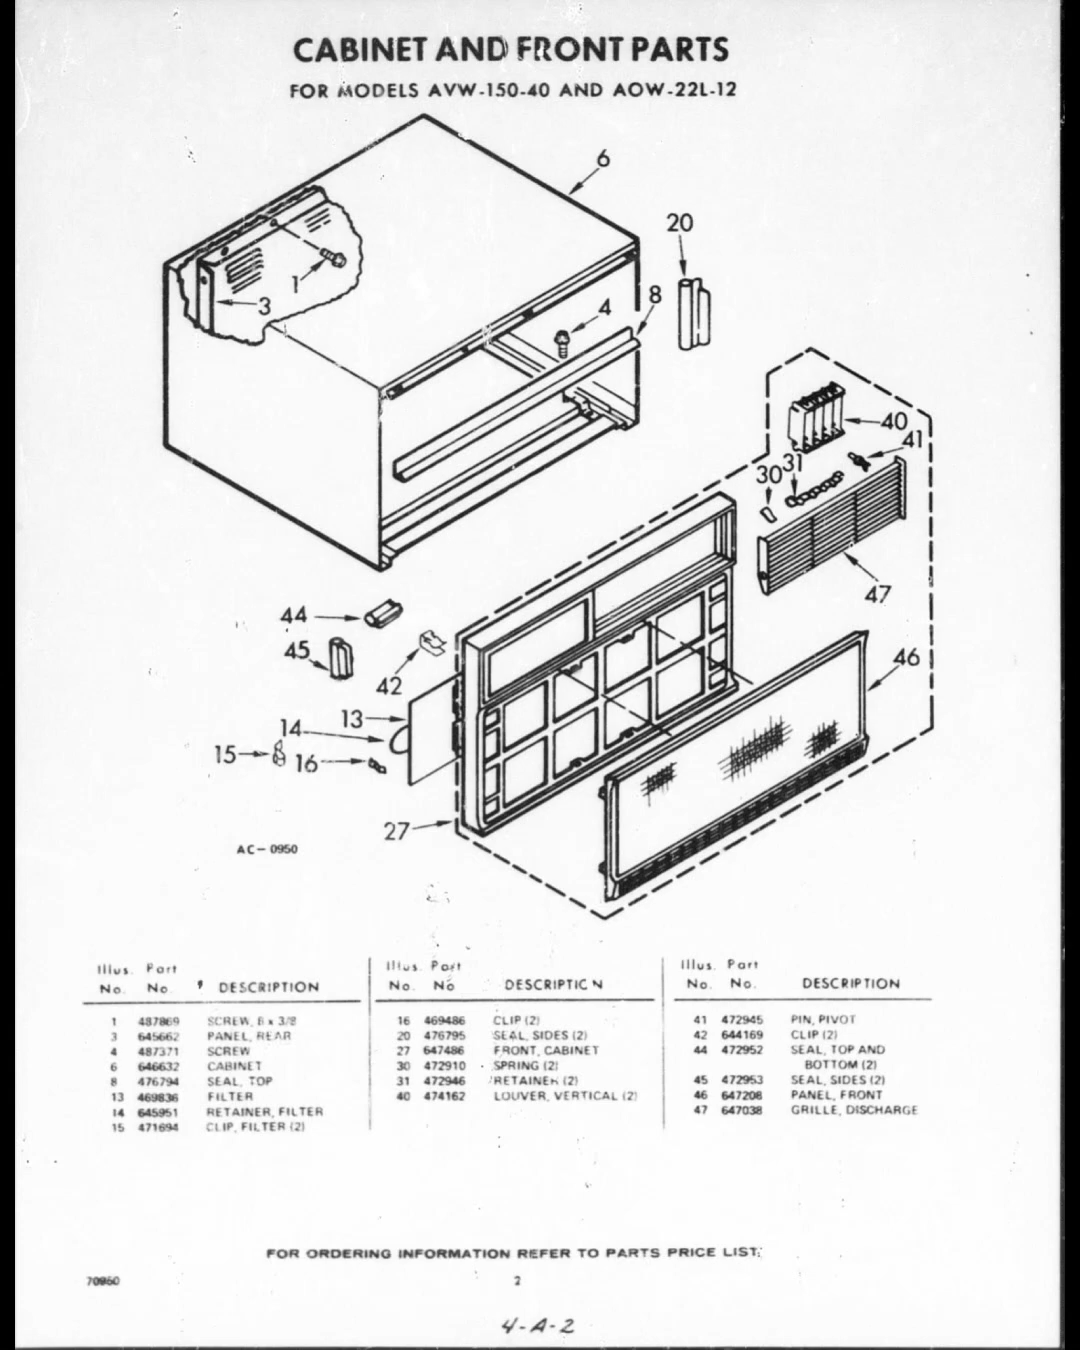 CABINET AND FRONT PARTS
FOR MODELS AVW-150-40 AND AOW-22L-12
6
20
1
3
4
8
40
41
30
31
47
44
45
42
46
13
14
15
16
27
AC-0950
Illus. Part
No. No. DESCRIPTION
1 487869 SCREW, 8 x 3/8
3 645662 PANEL, REAR
4 487371 SCREW
6 646632 CABINET
8 476794 SEAL, TOP
13 469836 FILTER
14 645951 RETAINER, FILTER
15 471694 CLIP, FILTER (2)
Illus. Part
No. No DESCRIPTION
16 469486 CLIP (2)
20 476795 SEAL, SIDES (2)
27 647486 FRONT, CABINET
30 472910 SPRING (2)
31 472946 RETAINER (2)
40 474162 LOUVER, VERTICAL (2)
Illus. Part
No. No. DESCRIPTION
41 472945 PIN, PIVOT
42 644169 CLIP (2)
44 472952 SEAL, TOP AND
BOTTOM (2)
45 472953 SEAL, SIDES (2)
46 647208 PANEL, FRONT
47 647038 GRILLE, DISCHARGE
FOR ORDERING INFORMATION REFER TO PARTS PRICE LIST.
70950
2
4-A-2